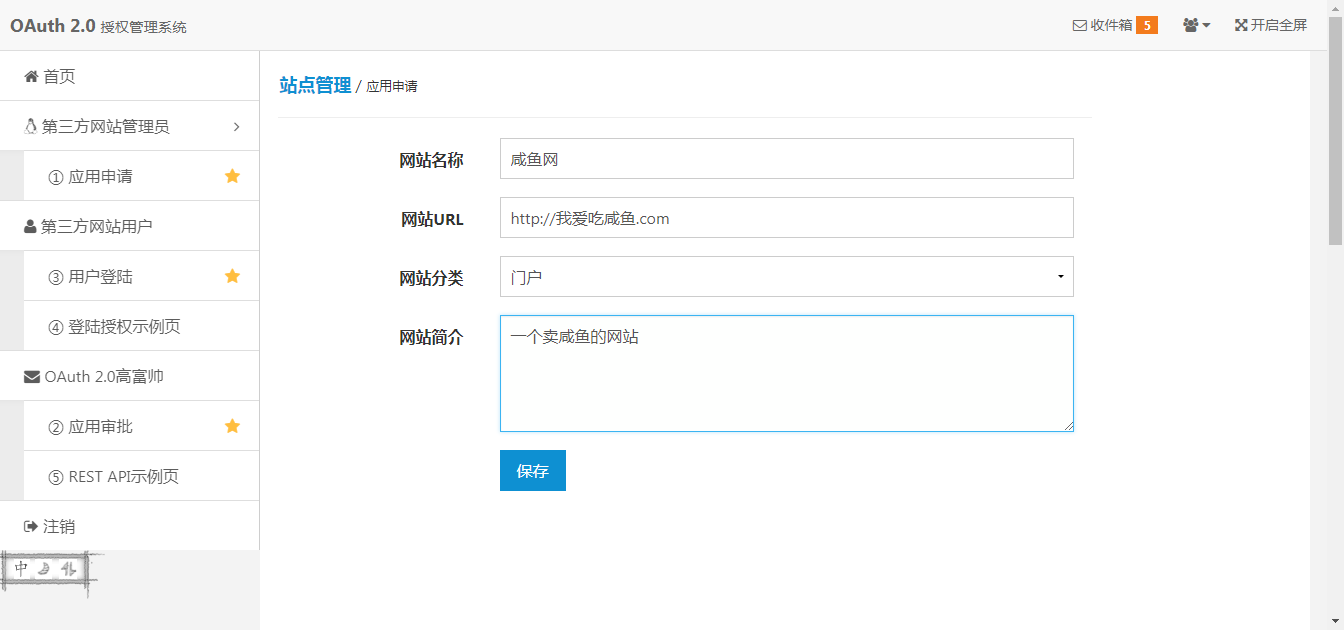 OAuth 2.0 授权管理系统
收件箱 5
开启全屏
首页
第三方网站管理员
① 应用申请
第三方网站用户
③ 用户登陆
④ 登陆授权示例页
OAuth 2.0高富帅
② 应用审批
⑤ REST API示例页
注销
中
站点管理 / 应用申请
网站名称 咸鱼网
网站URL http://我爱吃咸鱼.com
网站分类 门户
网站简介 一个卖咸鱼的网站
保存